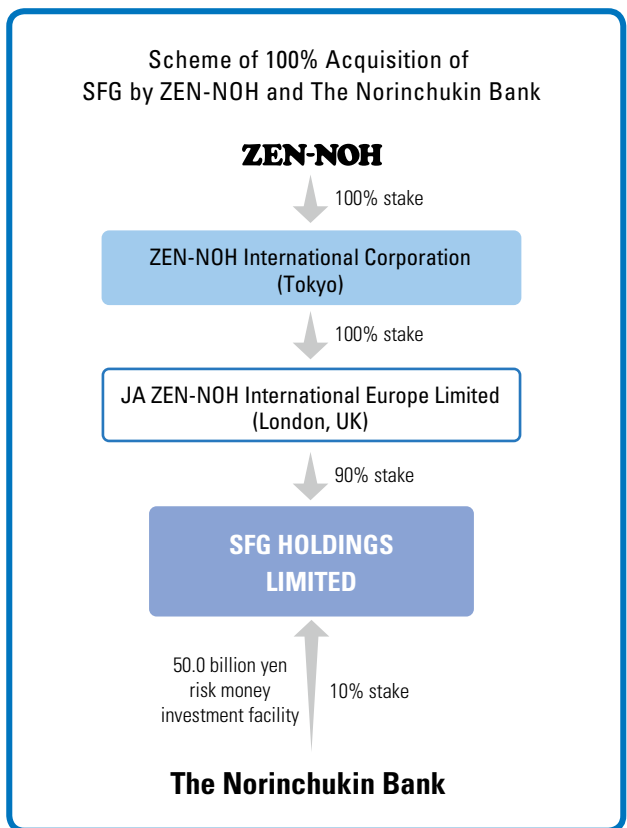 Scheme of 100% Acquisition of
SFG by ZEN-NOH and The Norinchukin Bank
ZEN-NOH
100% stake
ZEN-NOH International Corporation
(Tokyo)
100% stake
JA ZEN-NOH International Europe Limited
(London, UK)
90% stake
SFG HOLDINGS
LIMITED
50.0 billion yen
risk money
investment facility
10% stake
The Norinchukin Bank